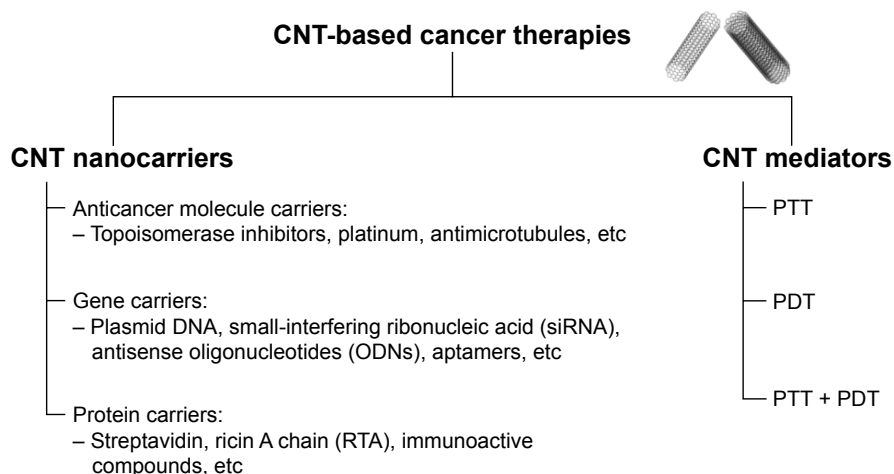 CNT-based cancer therapies
CNT nanocarriers
Anticancer molecule carriers:
– Topoisomerase inhibitors, platinum, antimicrotubules, etc
Gene carriers:
– Plasmid DNA, small-interfering ribonucleic acid (siRNA),
antisense oligonucleotides (ODNs), aptamers, etc
Protein carriers:
– Streptavidin, ricin A chain (RTA), immunoactive
compounds, etc
CNT mediators
PTT
PDT
PTT + PDT